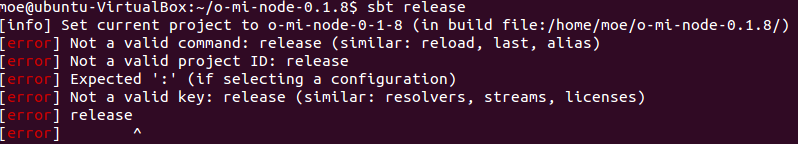 moe@ubuntu-VirtualBox:~/o-mi-node-0.1.8$ sbt release
[info] Set current project to o-mi-node-0-1-8 (in build file:/home/moe/o-mi-node-0.1.8/)
[error] Not a valid command: release (similar: reload, last, alias)
[error] Not a valid project ID: release
[error] Expected ':' (if selecting a configuration)
[error] Not a valid key: release (similar: resolvers, streams, licenses)
[error] release
[error]        ^